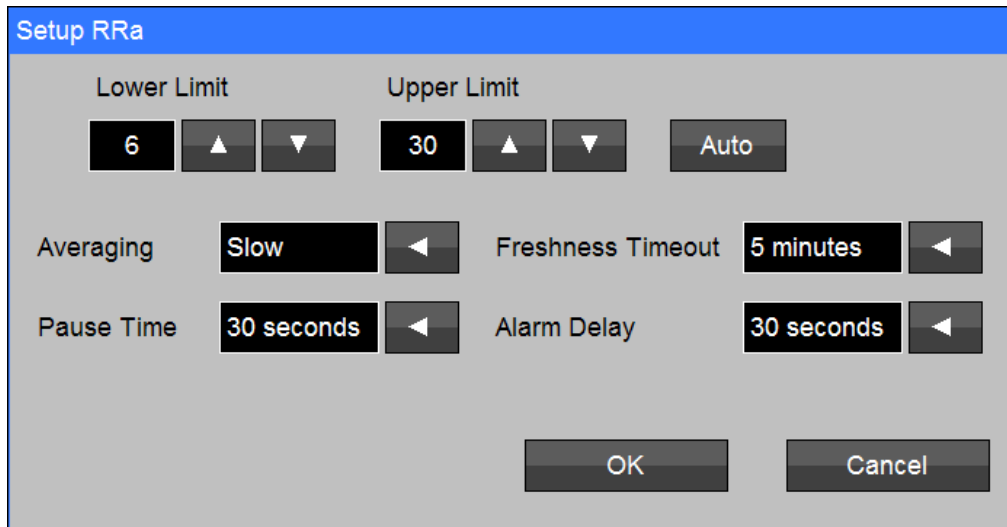 Setup RRa
Lower Limit Upper Limit
6 30 Auto
Averaging Slow Freshness Timeout 5 minutes
Pause Time 30 seconds Alarm Delay 30 seconds
OK Cancel